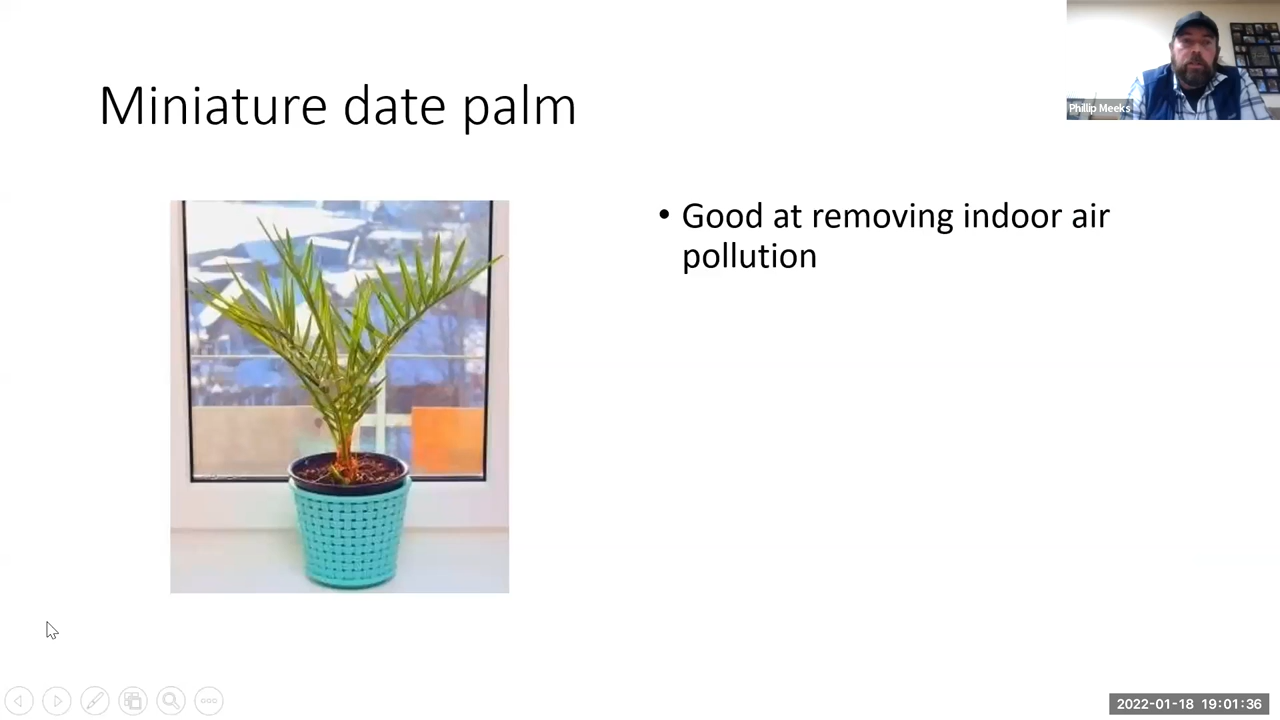 Miniature date palm
Phillip Meeks
• Good at removing indoor air
pollution
2022-01-18 19:01:36